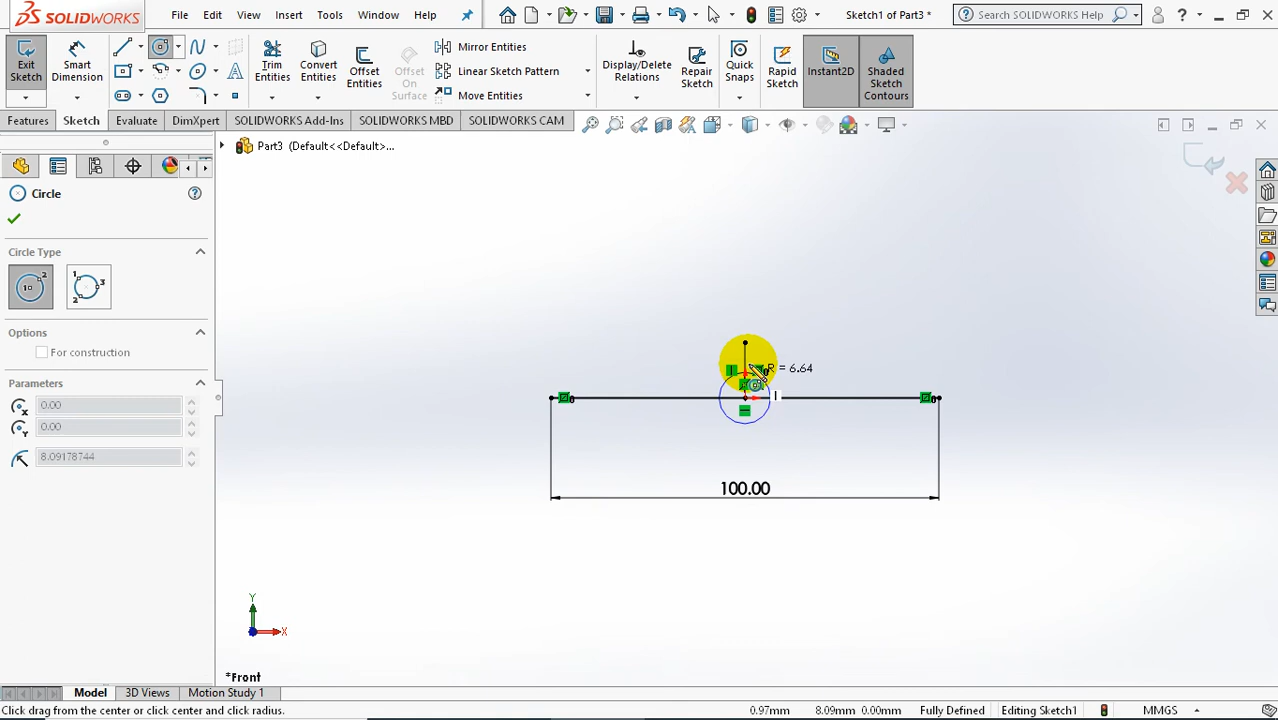 SOLIDWORKS File Edit View Insert Tools Window Help Sketch1 of Part3 * Search SOLIDWORKS Help
Exit Sketch
Smart Dimension
Trim Entities
Convert Entities
Offset Entities
Offset On Surface
Mirror Entities
Linear Sketch Pattern
Move Entities
Display/Delete Relations
Repair Sketch
Quick Snaps
Rapid Sketch
Instant2D
Shaded Sketch Contours
Features Sketch Evaluate DimXpert SOLIDWORKS Add-Ins SOLIDWORKS MBD SOLIDWORKS CAM
Part3 (Default<<Default>...
Circle
Circle Type
Options
For construction
Parameters
0.00
0.00
8.09178744
R = 6.64
100.00
Y
X
*Front
Model 3D Views Motion Study 1
Click drag from the center or click center and click radius. 0.97mm 8.09mm 0.00mm Fully Defined Editing Sketch1 MMGS